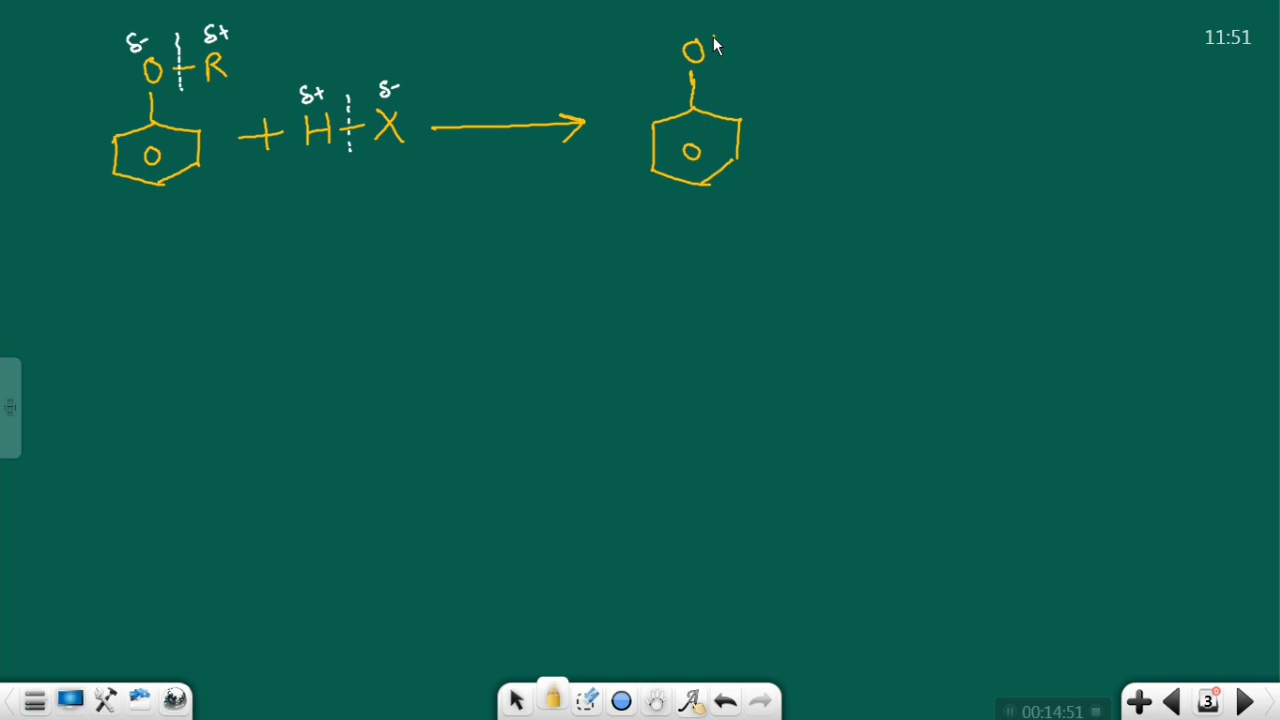 11:51
δ- δ+
O – R
δ+ δ-
+ H – X ⟶
O
00:14:51
3